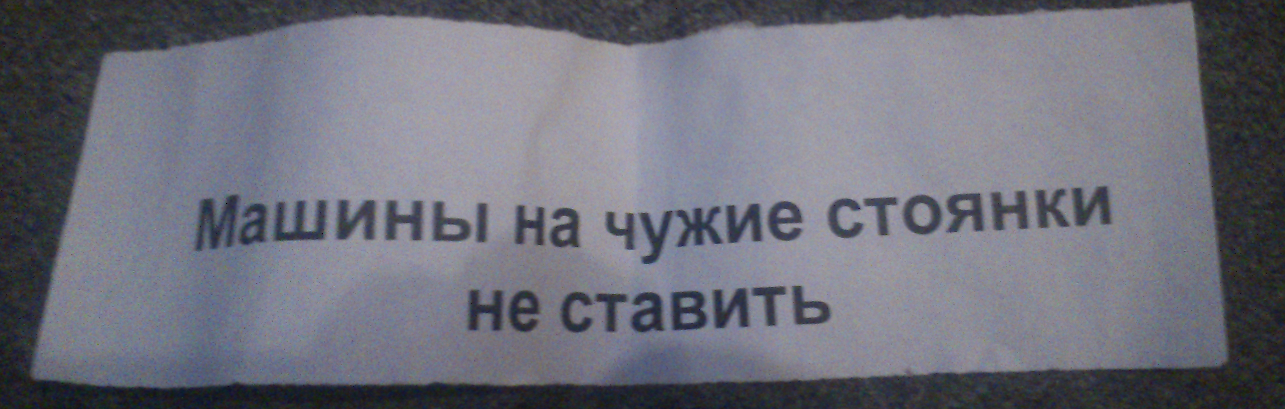 Машины на чужие стоянки
не ставить